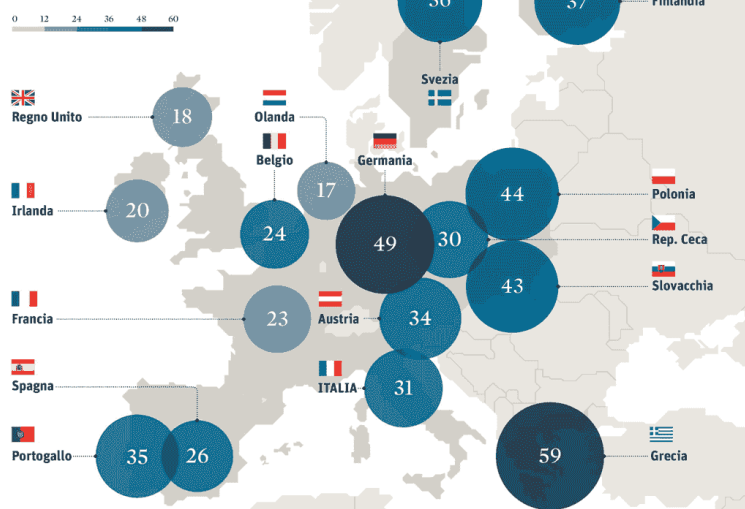 0 12 24 36 48 60
36
37
Finlandia
Svezia
Regno Unito
18
Olanda
Belgio
Germania
17
44
Polonia
Irlanda
20
24
49
30
Rep. Ceca
43
Slovacchia
Francia
23
Austria
34
ITALIA
31
Spagna
Portogallo
35
26
59
Grecia